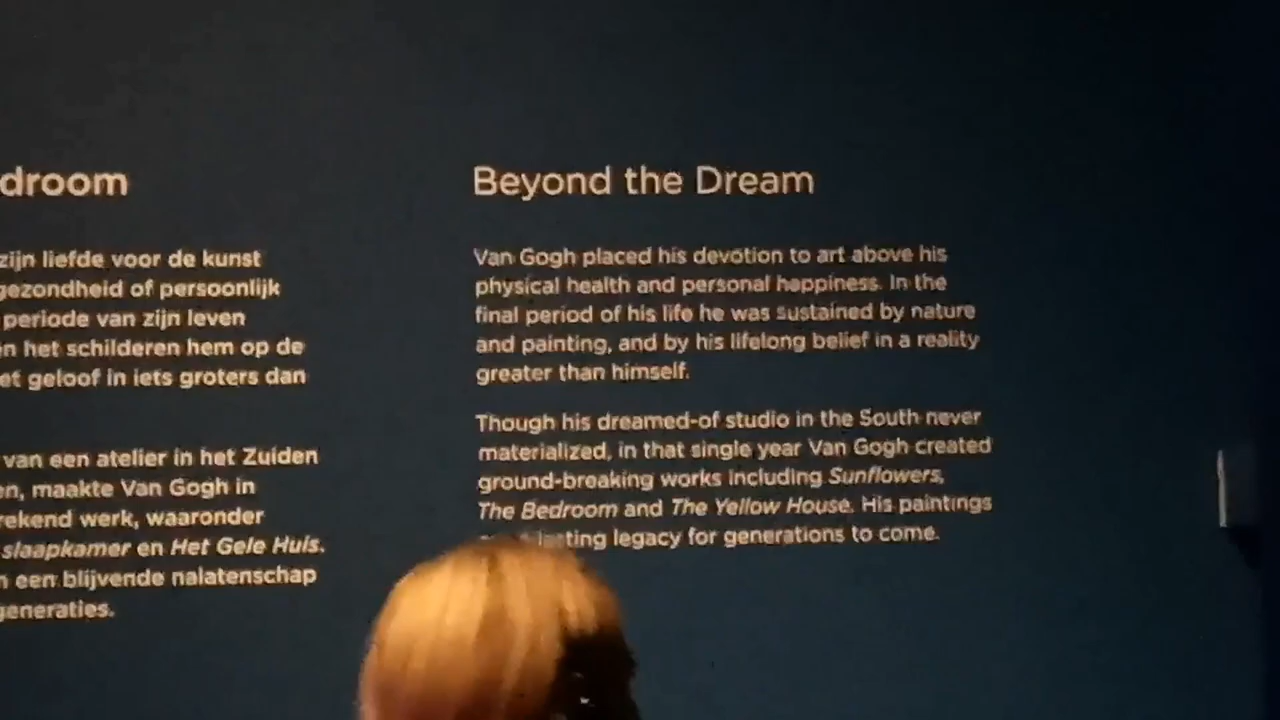 droom
zijn liefde voor de kunst
gezondheid of persoonlijk
periode van zijn leven
het schilderen hem op de
geloof in iets groters dan
van een atelier in het Zuiden
maakte Van Gogh in
werk, waaronder
slaapkamer en Het Gele Huis.
een blijvende nalatenschap
generaties.
Beyond the Dream
Van Gogh placed his devotion to art above his
physical health and personal happiness. In the
final period of his life he was sustained by nature
and painting, and by his lifelong belief in a reality
greater than himself.
Though his dreamed-of studio in the South never
materialized, in that single year Van Gogh created
ground-breaking works including Sunflowers,
The Bedroom and The Yellow House. His paintings
lasting legacy for generations to come.